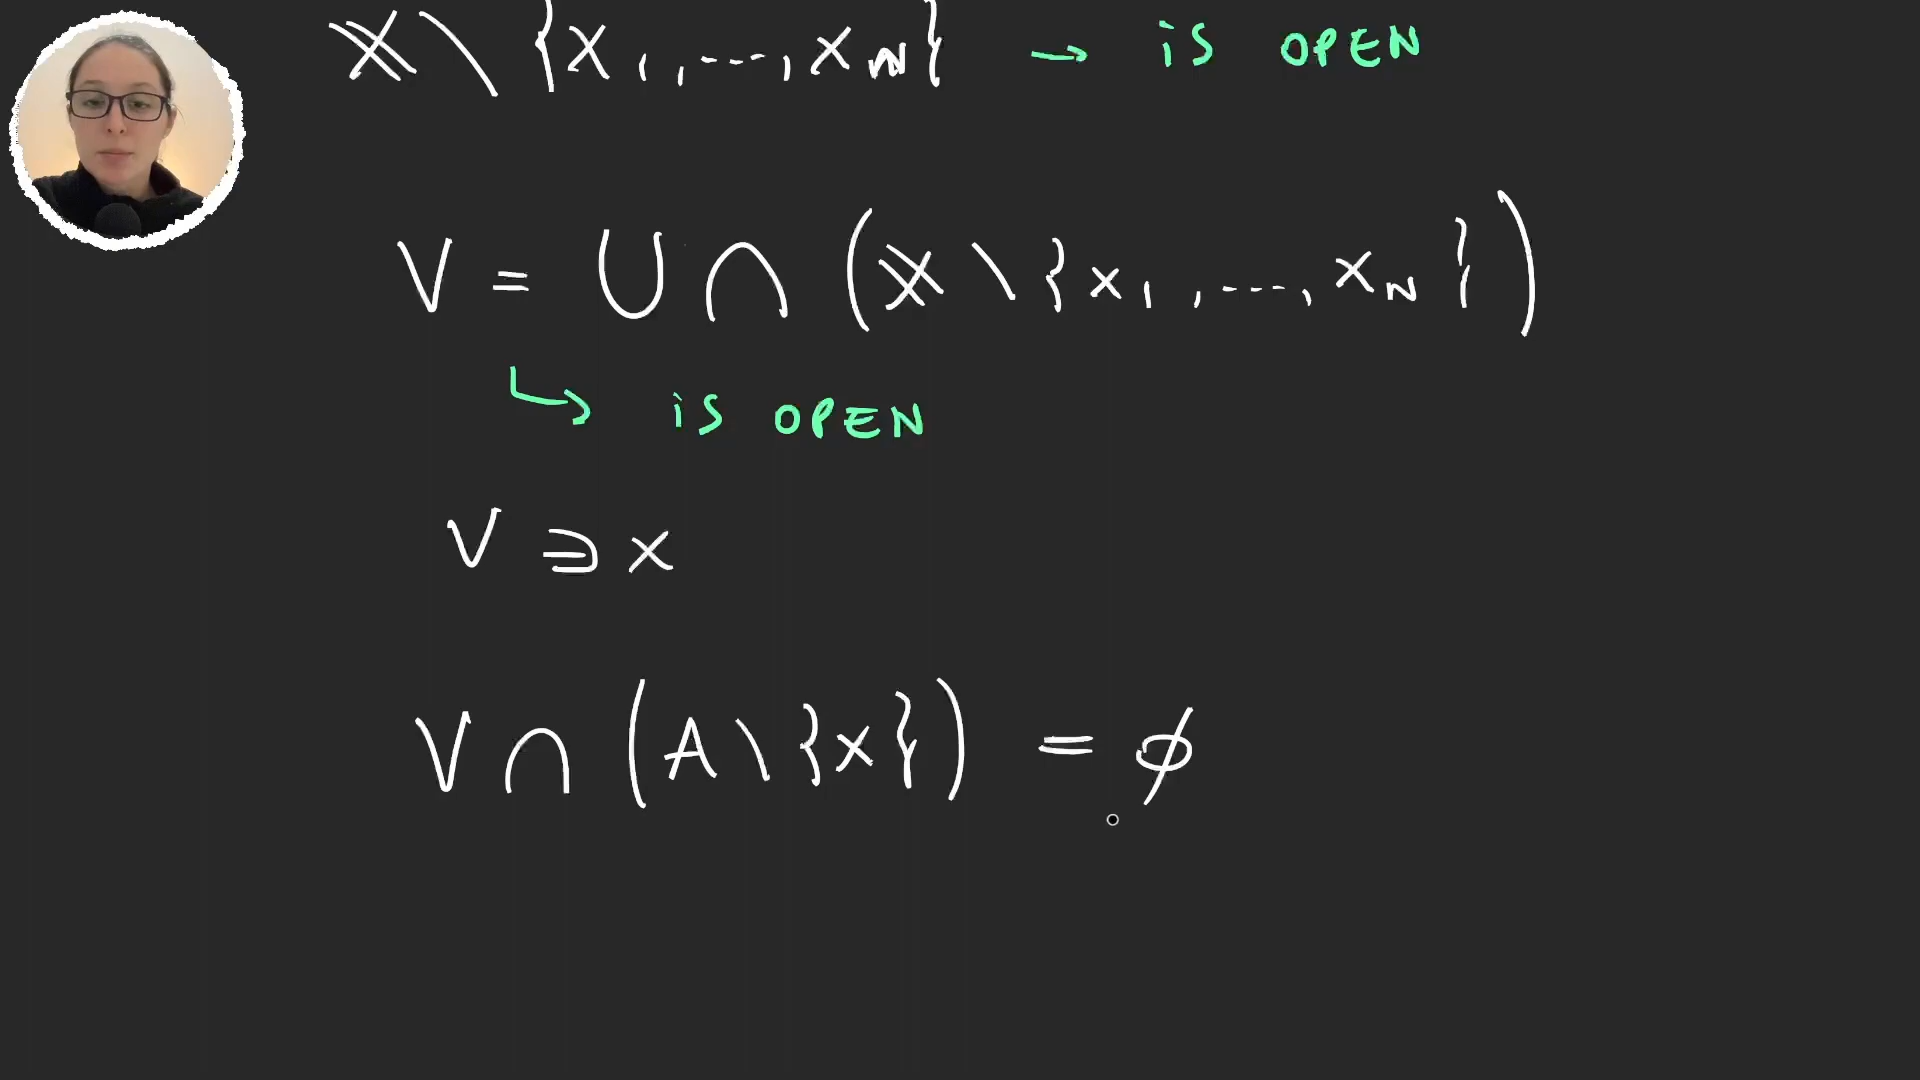 X \ {x₁, ..., xₙ} → is OPEN
V = U ∩ (X \ {x₁, ..., xₙ})
↳ is OPEN
V ∋ x
V ∩ (A \ {x}) = ∅